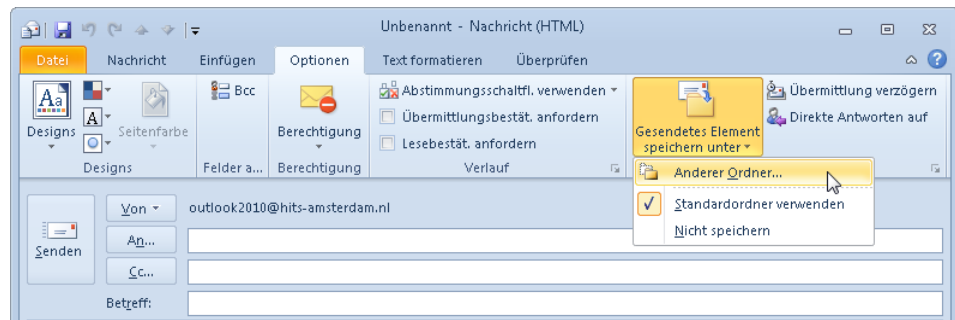 Unbenannt - Nachricht (HTML)
Datei Nachricht Einfügen Optionen Text formatieren Überprüfen
Aa
Designs
A
Seitenfarbe
Designs
Bcc
Felder a...
Berechtigung
Berechtigung
Abstimmungsschaltfl. verwenden
Übermittlungsbestät. anfordern
Lesebestät. anfordern
Verlauf
Gesendetes Element
speichern unter
Übermittlung verzögern
Direkte Antworten auf
Anderer Ordner...
Standardordner verwenden
Nicht speichern
Senden
Von
outlook2010@hits-amsterdam.nl
An...
Cc...
Betreff: